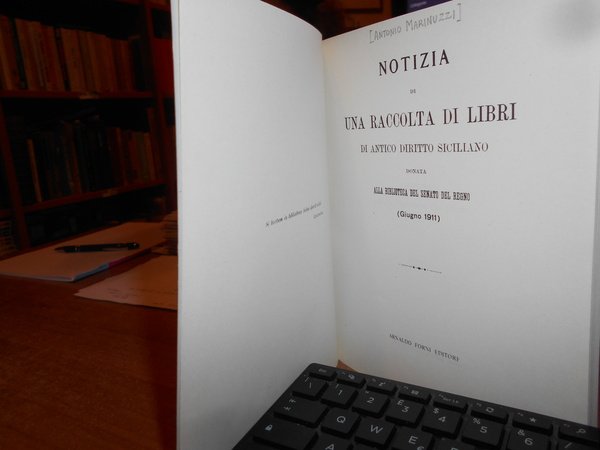 [ANTONIO MARINUZZI]
NOTIZIA
DI
UNA RACCOLTA DI LIBRI
DI ANTICO DIRITTO SICILIANO
DONATA
ALLA BIBLIOTECA DEL SENATO DEL REGNO
(Giugno 1911)
ARNALDO FORNI EDITORE
Q
W
E
R